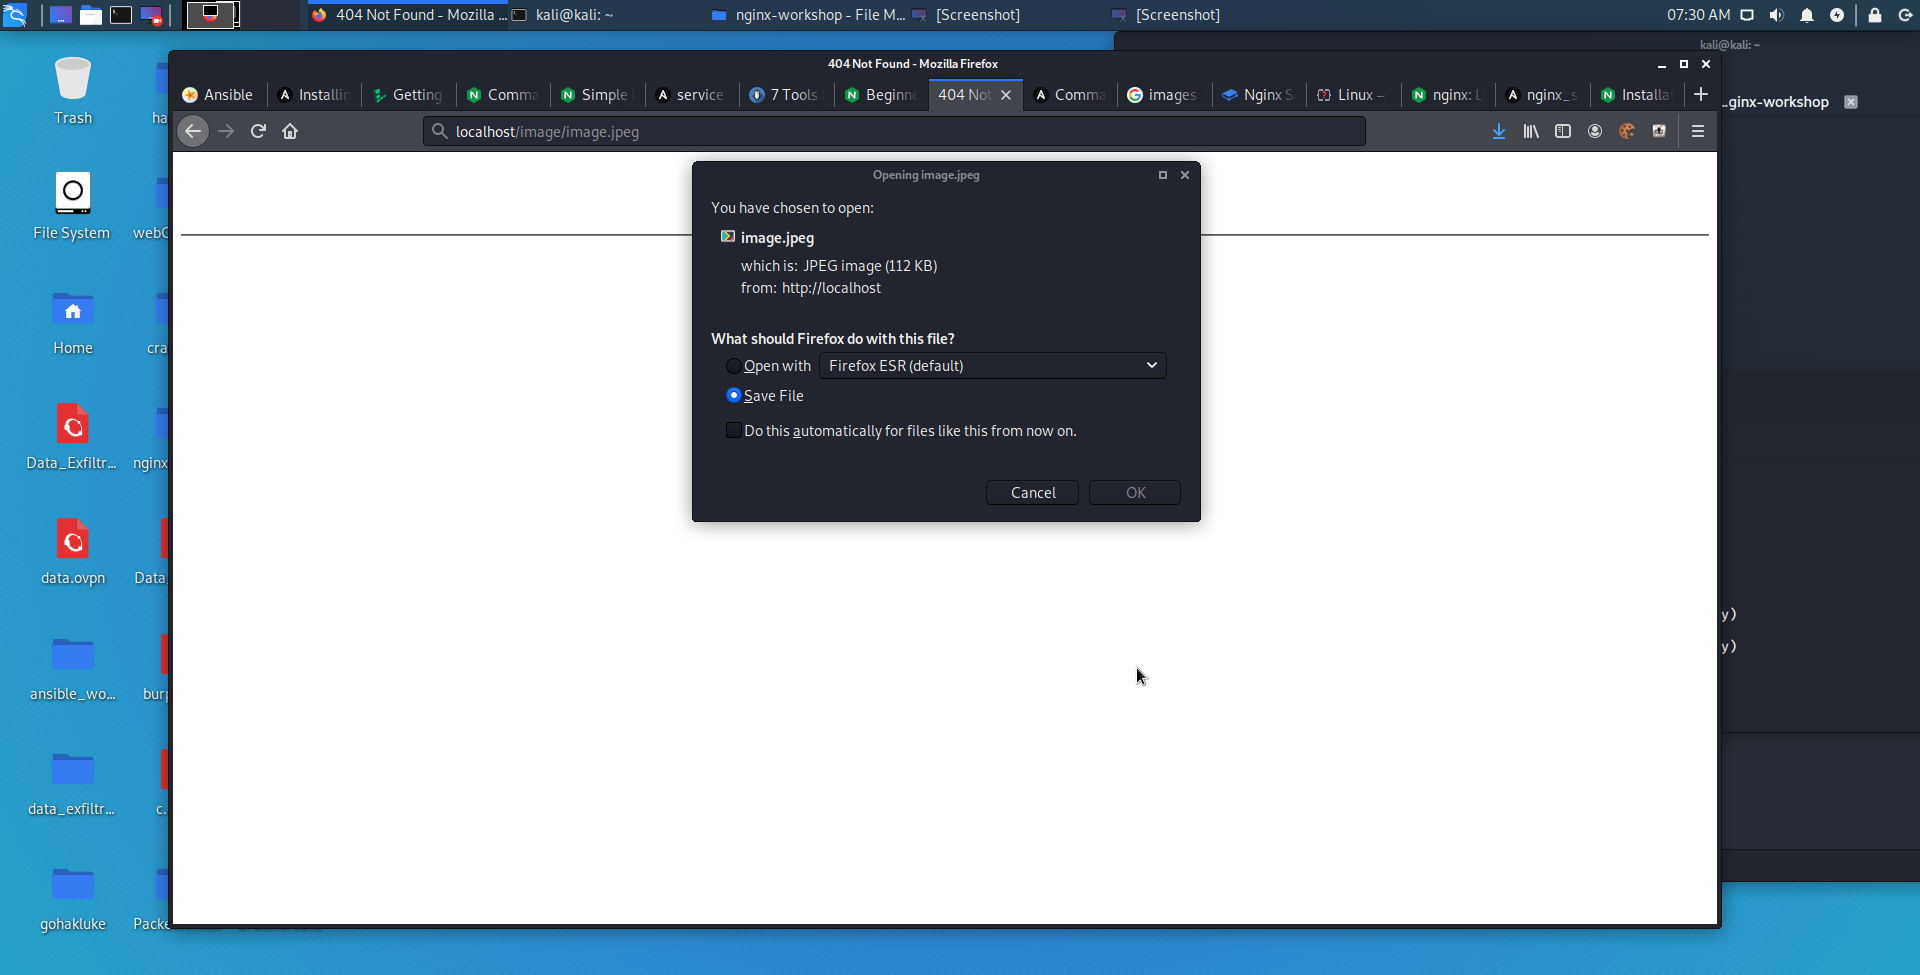 404 Not Found - Mozilla ...
kali@kali: ~
nginx-workshop - File M...
[Screenshot]
[Screenshot]
07:30 AM
kali@kali: ~
404 Not Found - Mozilla Firefox
Ansible
Installin
Getting
Comma
Simple
service
7 Tools
Beginne
404 Not
Comma
images
Nginx S
Linux –
nginx: L
nginx_s
Installat
..ginx-workshop
localhost/image/image.jpeg
Opening image.jpeg
You have chosen to open:
image.jpeg
which is: JPEG image (112 KB)
from: http://localhost
What should Firefox do with this file?
Open with
Firefox ESR (default)
Save File
Do this automatically for files like this from now on.
Cancel
OK
Trash
ha
File System
webC
Home
cra
Data_Exfiltr...
nginx
data.ovpn
Data_
ansible_wo...
burp
data_exfiltr...
c.
gohakluke
Packe
y)
y)